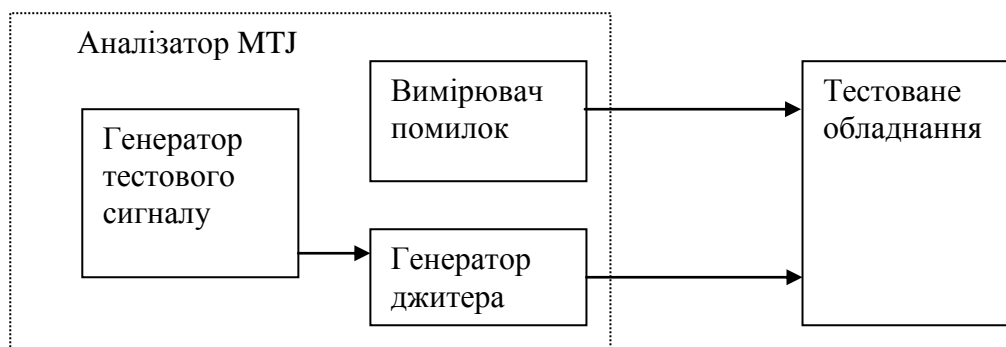 Аналізатор MTJ
Вимірювач
помилок
Тестоване
обладнання
Генератор
тестового
сигналу
Генератор
джитера